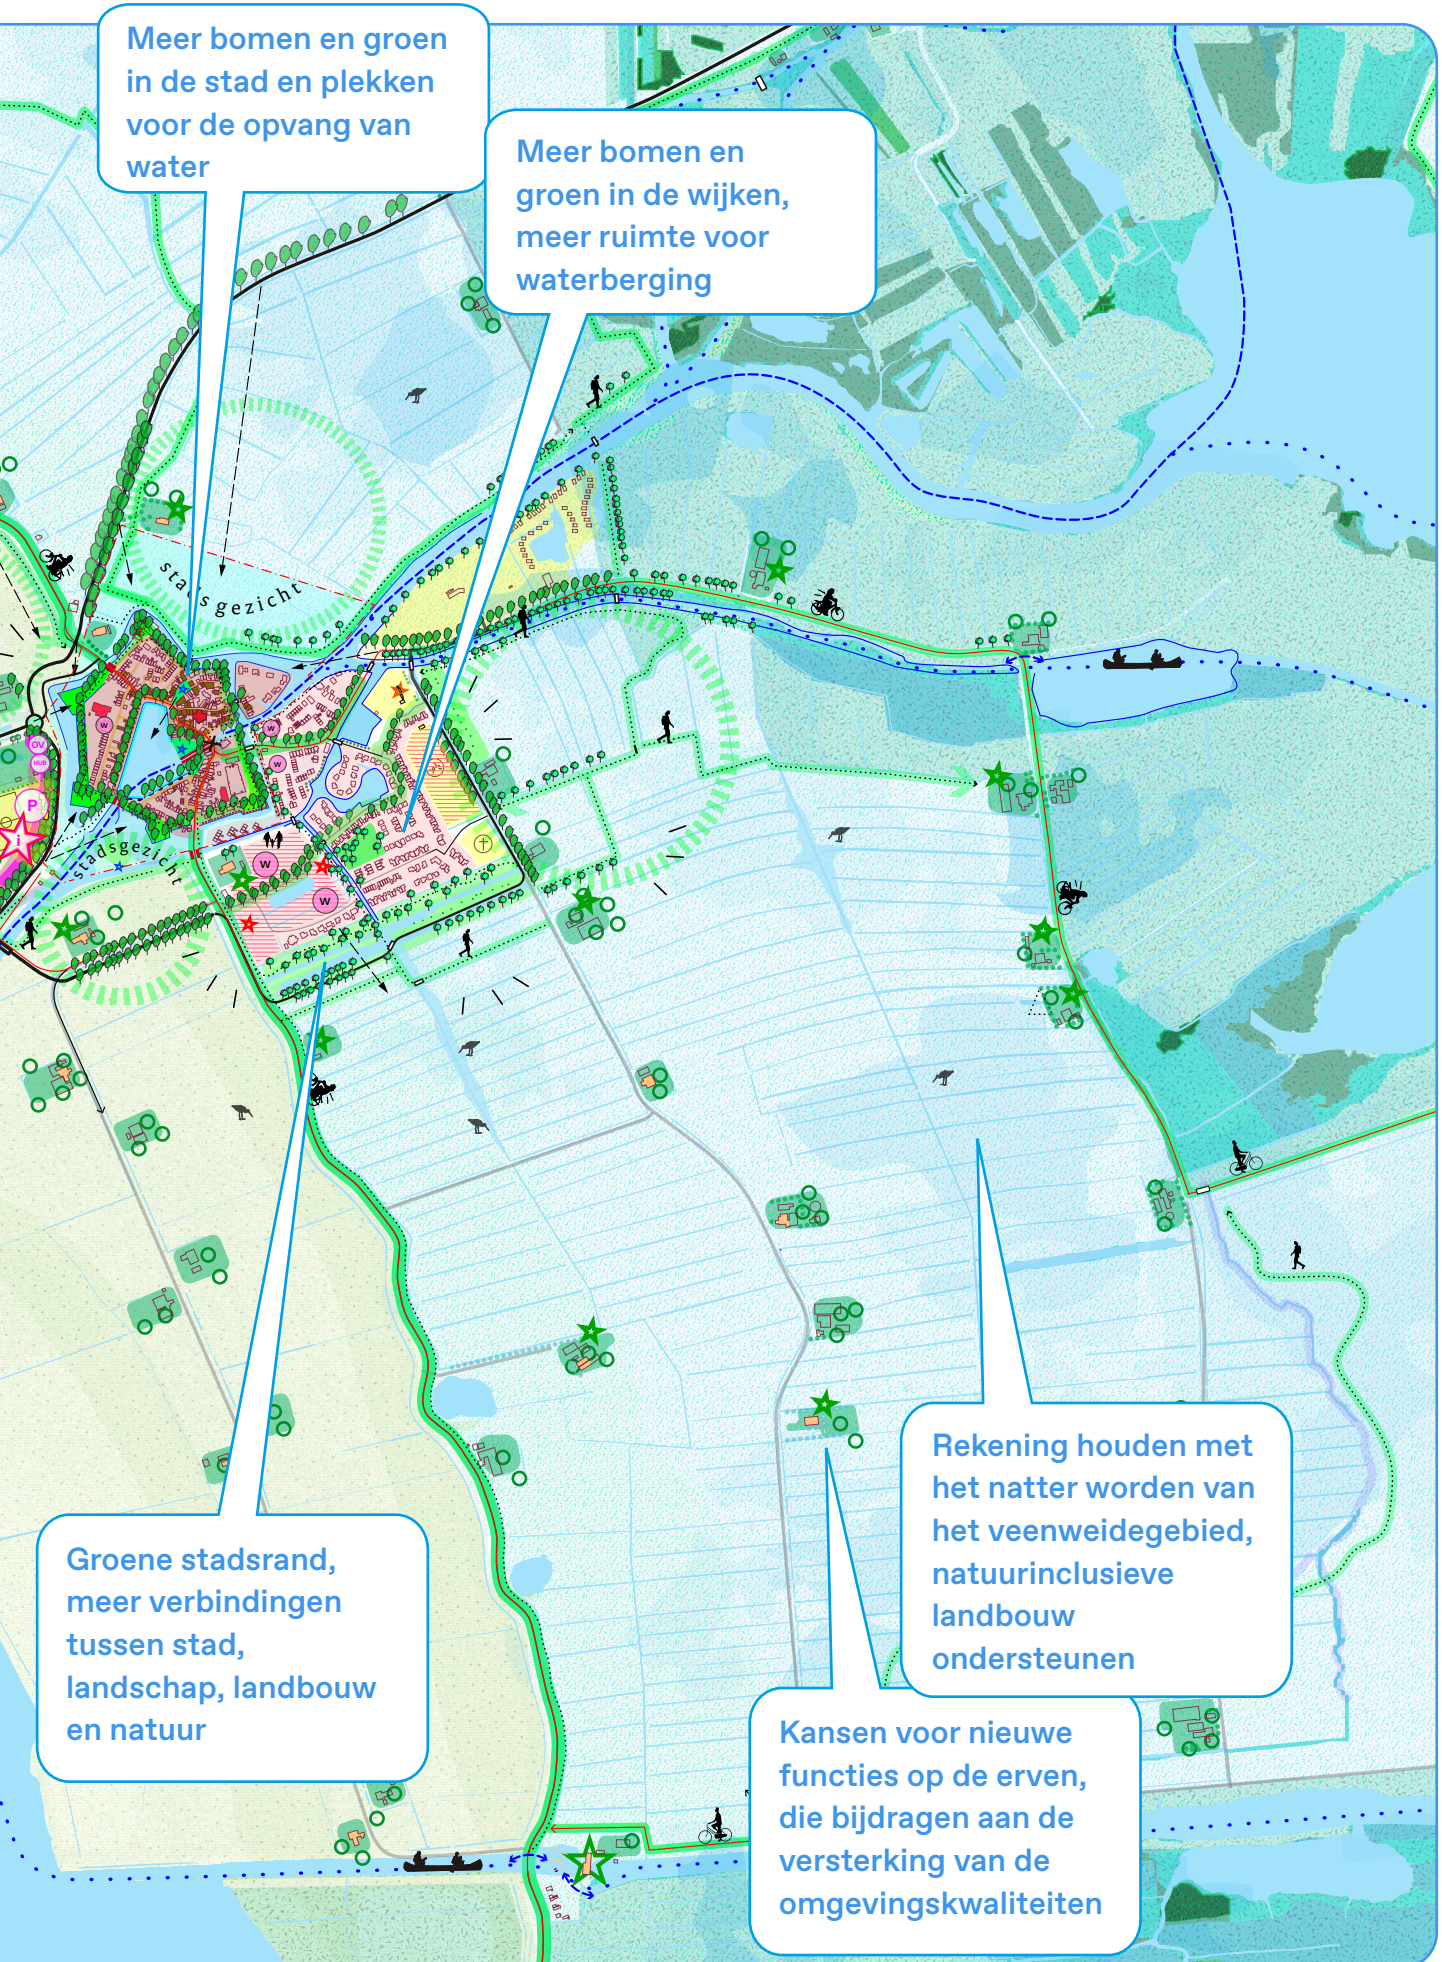 Meer bomen en groen
in de stad en plekken
voor de opvang van
water
Meer bomen en
groen in de wijken,
meer ruimte voor
waterberging
stadsgezicht
W
W
W
OV
HUB
P
i
stadsgezicht
W
W
Rekening houden met
het natter worden van
het veenweidegebied,
natuurinclusieve
landbouw
ondersteunen
Groene stadsrand,
meer verbindingen
tussen stad,
landschap, landbouw
en natuur
Kansen voor nieuwe
functies op de erven,
die bijdragen aan de
versterking van de
omgevingskwaliteiten